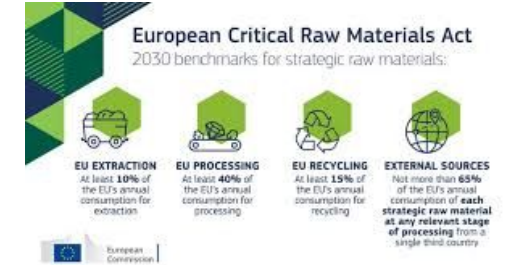 European Critical Raw Materials Act
2030 benchmarks for strategic raw materials:
EU EXTRACTION
At least 10% of
the EU's annual
consumption for
extraction
EU PROCESSING
At least 40% of
the EU's annual
consumption for
processing
EU RECYCLING
At least 15% of
the EU's annual
consumption for
recycling
EXTERNAL SOURCES
Not more than 65%
of the EU's annual
consumption of each
strategic raw material
at any relevant stage
of processing from a
single third country
European
Commission